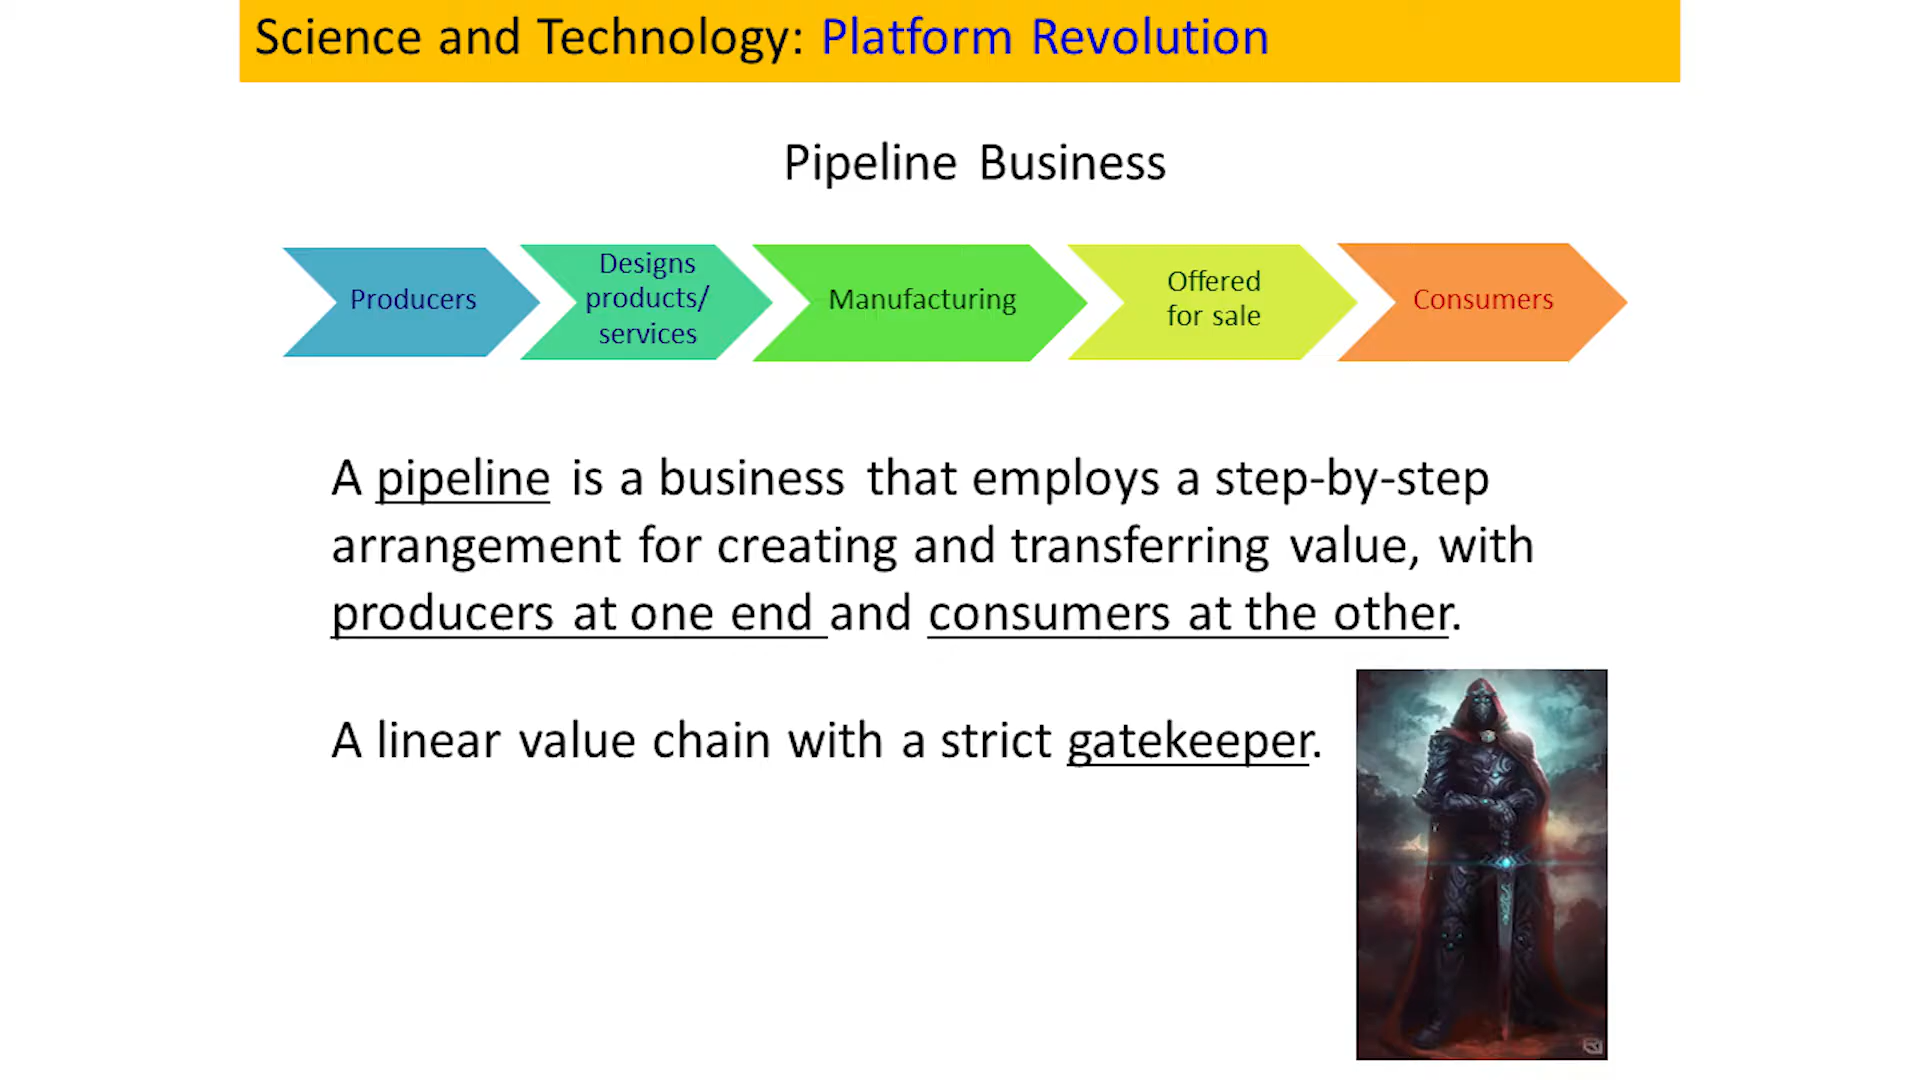 Science and Technology: Platform Revolution
Pipeline Business
Producers
Designs
products/
services
Manufacturing
Offered
for sale
Consumers
A pipeline is a business that employs a step-by-step
arrangement for creating and transferring value, with
producers at one end and consumers at the other.
A linear value chain with a strict gatekeeper.